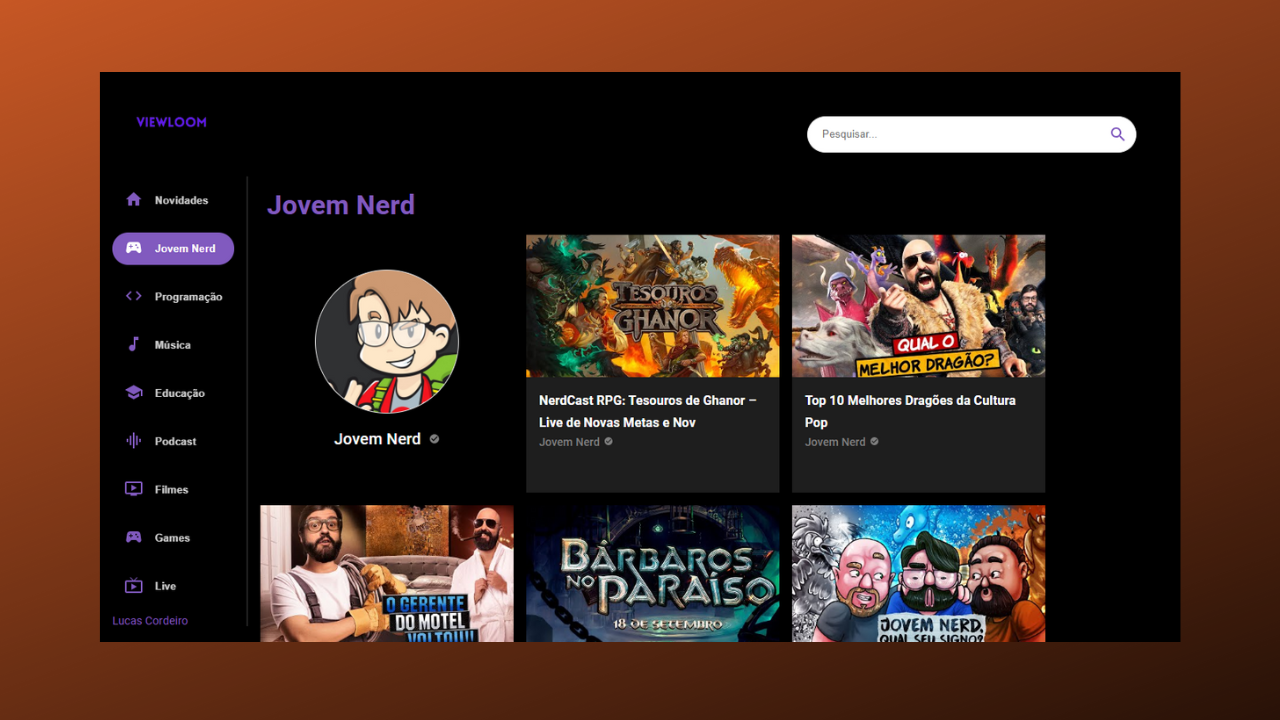 VIEWLOOM
Pesquisar...
Novidades
Jovem Nerd
Programação
Música
Educação
Podcast
Filmes
Games
Live
Lucas Cordeiro
Jovem Nerd
Jovem Nerd
TESOUROS
DE
GHANOR
NerdCast RPG: Tesouros de Ghanor –
Live de Novas Metas e Nov
Jovem Nerd
QUAL O
MELHOR DRAGÃO?
Top 10 Melhores Dragões da Cultura
Pop
Jovem Nerd
O GERENTE
DO MOTEL
VOLTOU!!!
BÁRBAROS
NO PARAÍSO
18 DE SETEMBRO
JOVEM NERD,
QUAL SEU SIGNO?